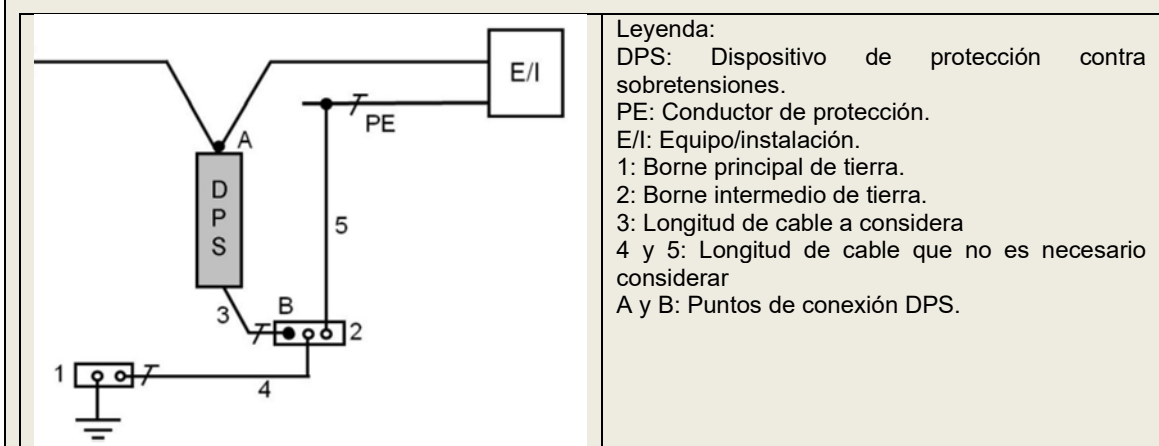 E/I
PE
A
D
P
S
5
3
B
2
1
4
Leyenda:
DPS: Dispositivo de protección contra
sobretensiones.
PE: Conductor de protección.
E/I: Equipo/instalación.
1: Borne principal de tierra.
2: Borne intermedio de tierra.
3: Longitud de cable a considera
4 y 5: Longitud de cable que no es necesario
considerar
A y B: Puntos de conexión DPS.